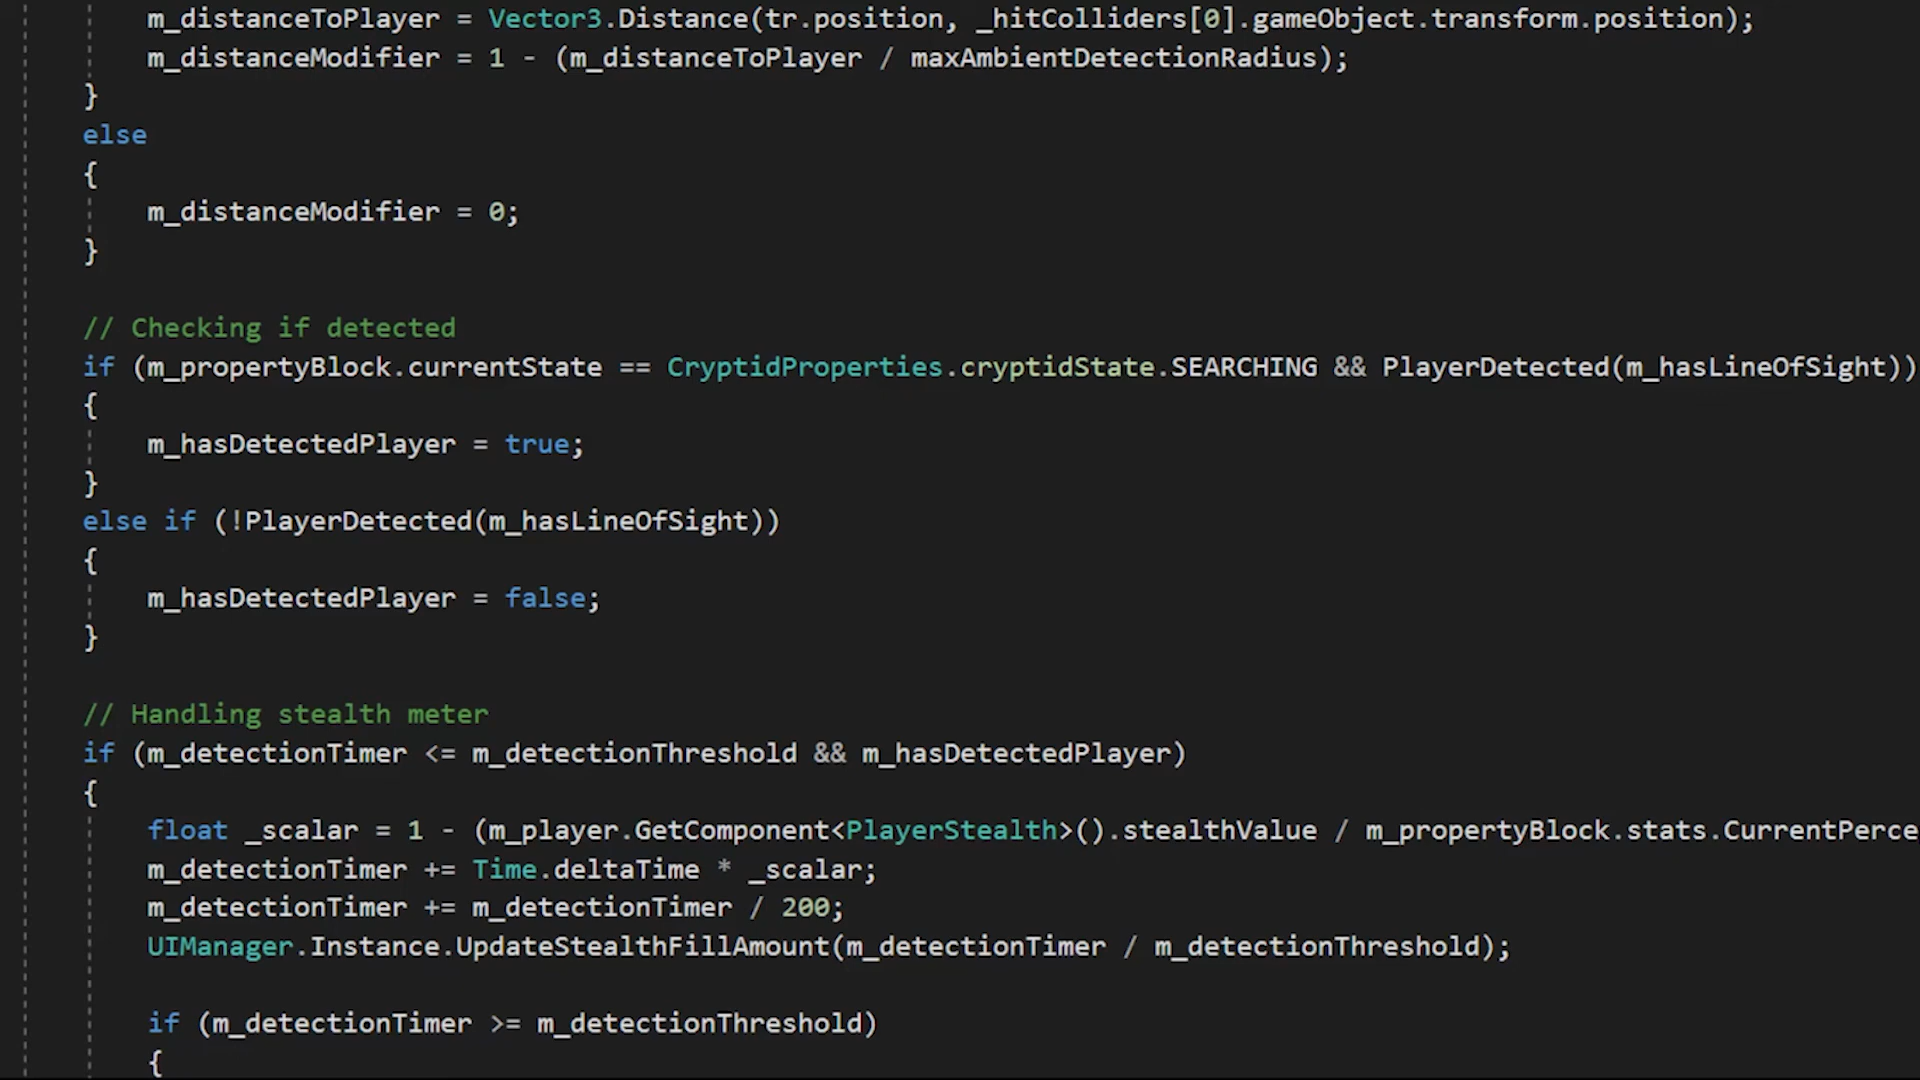 m_distanceToPlayer = Vector3.Distance(tr.position, _hitColliders[0].gameObject.transform.position);
m_distanceModifier = 1 - (m_distanceToPlayer / maxAmbientDetectionRadius);
}
else
{
m_distanceModifier = 0;
}
// Checking if detected
if (m_propertyBlock.currentState == CryptidProperties.cryptidState.SEARCHING && PlayerDetected(m_hasLineOfSight))
{
m_hasDetectedPlayer = true;
}
else if (!PlayerDetected(m_hasLineOfSight))
{
m_hasDetectedPlayer = false;
}
// Handling stealth meter
if (m_detectionTimer <= m_detectionThreshold && m_hasDetectedPlayer)
{
float _scalar = 1 - (m_player.GetComponent<PlayerStealth>().stealthValue / m_propertyBlock.stats.CurrentPerce
m_detectionTimer += Time.deltaTime * _scalar;
m_detectionTimer += m_detectionTimer / 200;
UIManager.Instance.UpdateStealthFillAmount(m_detectionTimer / m_detectionThreshold);
if (m_detectionTimer >= m_detectionThreshold)
{